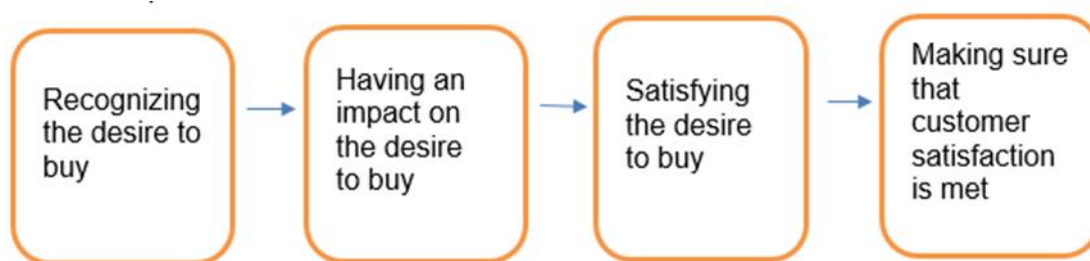 Recognizing
the desire to
buy
Having an
impact on
the desire
to buy
Satisfying
the desire
to buy
Making sure
that
customer
satisfaction
is met